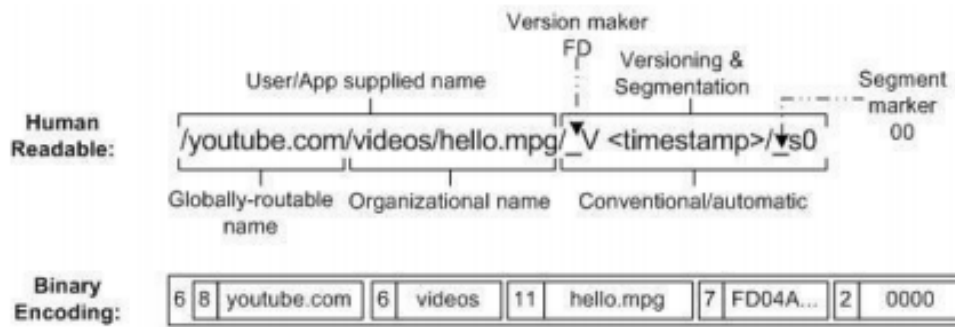 Version maker
FD
User/App supplied name
Versioning &
Segmentation
Segment
marker
00
Human
Readable:
/youtube.com/videos/hello.mpg/_V <timestamp>/_s0
Globally-routable
name
Organizational name
Conventional/automatic
Binary
Encoding:
6 8 youtube.com 6 videos 11 hello.mpg 7 FD04A... 2 0000